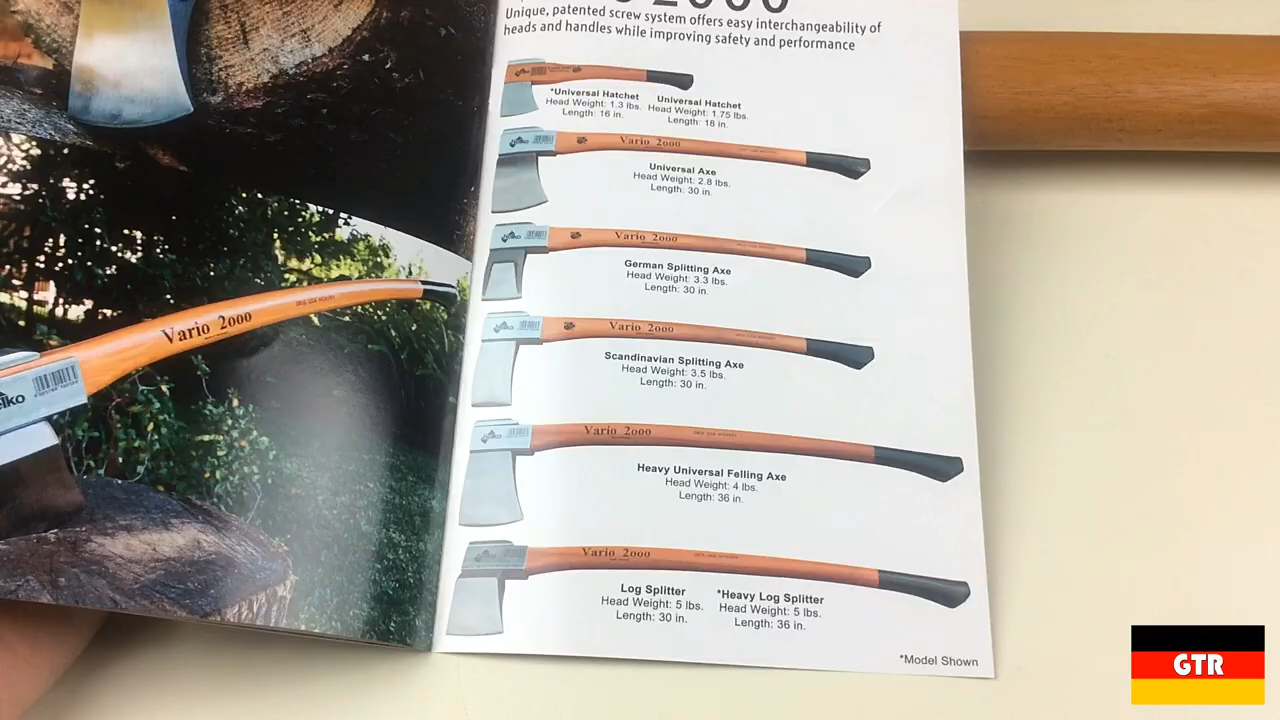 2000
Unique, patented screw system offers easy interchangeability of
heads and handles while improving safety and performance
*Universal Hatchet
Head Weight: 1.3 lbs.
Length: 16 in.
Universal Hatchet
Head Weight: 1.75 lbs.
Length: 18 in.
Vario 2000
Universal Axe
Head Weight: 2.8 lbs.
Length: 30 in.
Vario 2000
German Splitting Axe
Head Weight: 3.3 lbs.
Length: 30 in.
Vario 2000
Scandinavian Splitting Axe
Head Weight: 3.5 lbs.
Length: 30 in.
Vario 2000
Heavy Universal Felling Axe
Head Weight: 4 lbs.
Length: 36 in.
Vario 2000
Log Splitter
Head Weight: 5 lbs.
Length: 30 in.
*Heavy Log Splitter
Head Weight: 5 lbs.
Length: 36 in.
*Model Shown
Vario 2000
elko
GTR